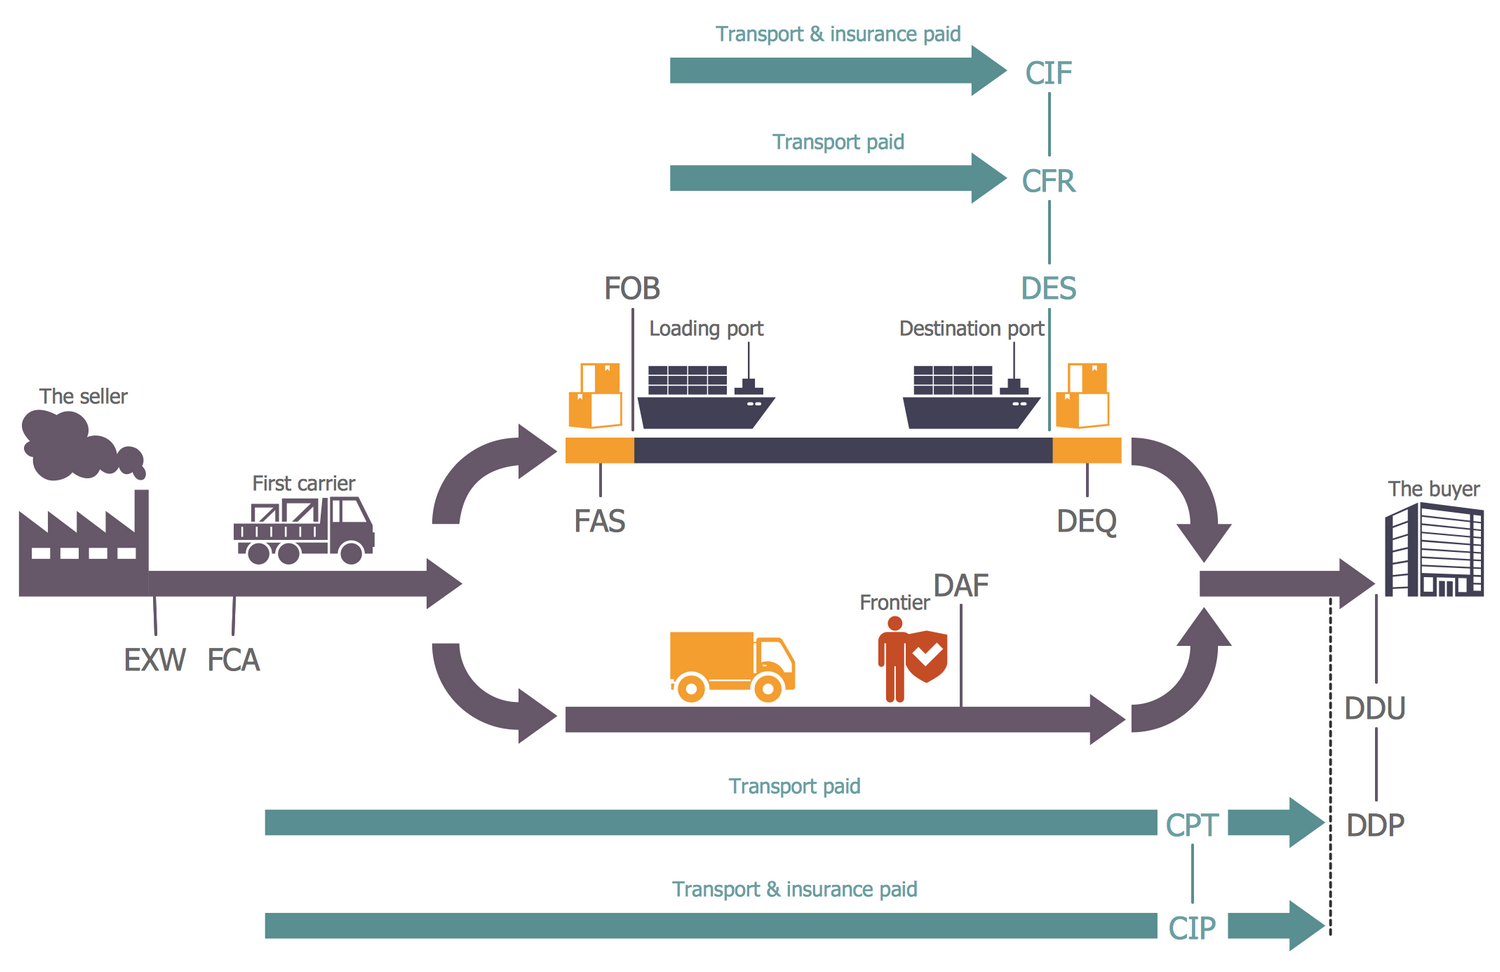 Transport & insurance paid
CIF
Transport paid
CFR
FOB
DES
Loading port
Destination port
The seller
First carrier
The buyer
FAS
DEQ
DAF
Frontier
EXW
FCA
DDU
Transport paid
CPT
DDP
Transport & insurance paid
CIP